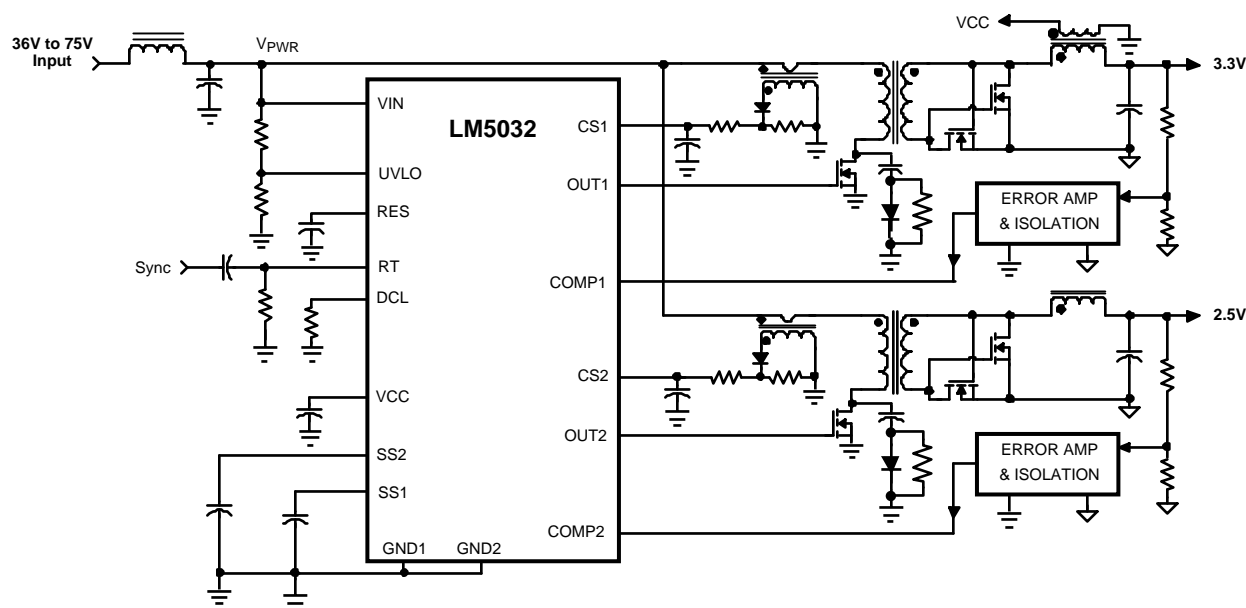 36V to 75V
Input
VPWR
VCC
3.3V
LM5032
VIN
UVLO
RES
RT
DCL
VCC
SS2
SS1
GND1
GND2
CS1
OUT1
COMP1
CS2
OUT2
COMP2
Sync
ERROR AMP
& ISOLATION
2.5V
ERROR AMP
& ISOLATION